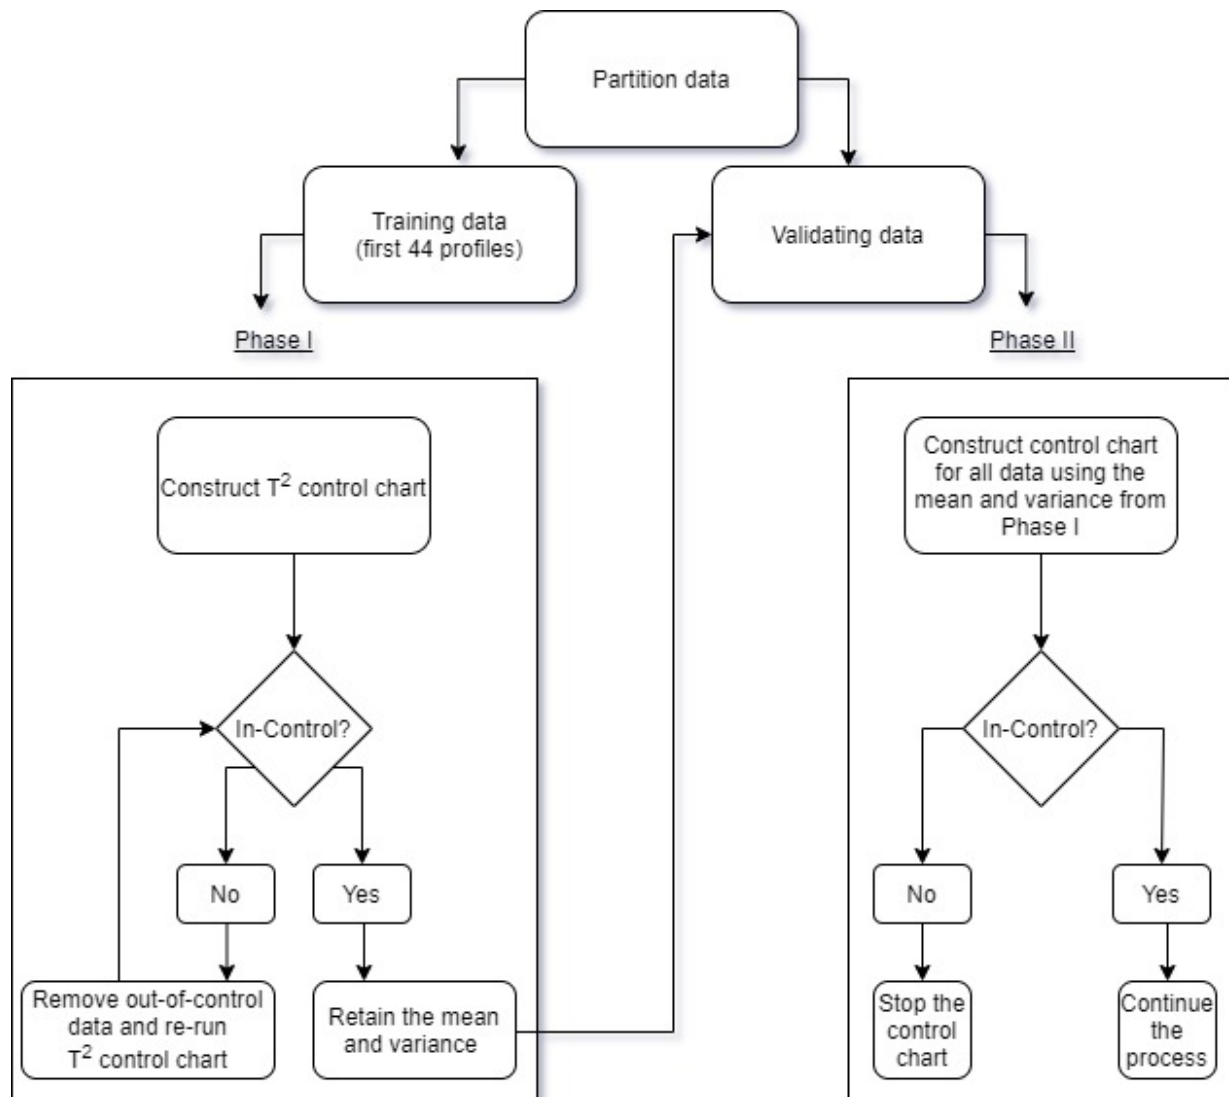 Partition data
Training data
(first 44 profiles)
Validating data
Phase I
Phase II
Construct T² control chart
In-Control?
No
Yes
Remove out-of-control
data and re-run
T² control chart
Retain the mean
and variance
Construct control chart
for all data using the
mean and variance from
Phase I
In-Control?
No
Yes
Stop the
control
chart
Continue
the
process